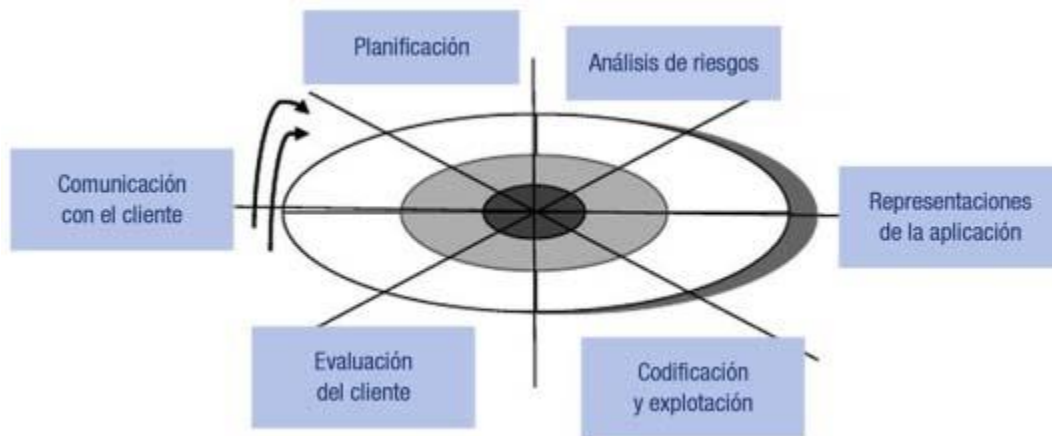 Planificación
Análisis de riesgos
Comunicación
con el cliente
Representaciones
de la aplicación
Evaluación
del cliente
Codificación
y explotación